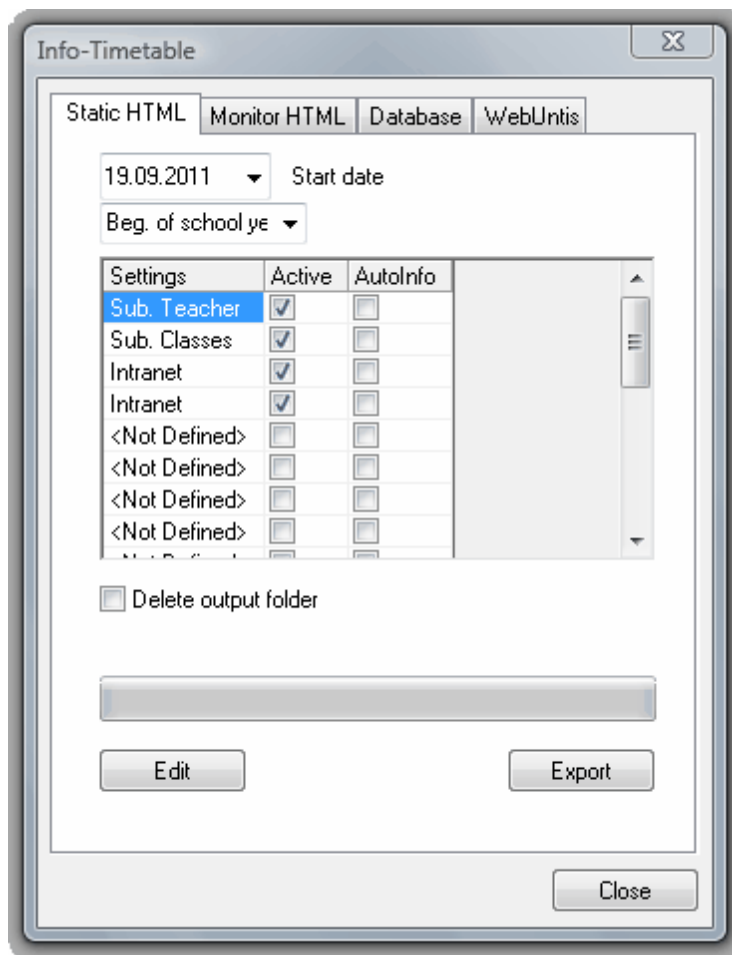 Info-Timetable
Static HTML Monitor HTML Database WebUntis
19.09.2011 Start date
Beg. of school ye
Settings Active AutoInfo
Sub. Teacher
Sub. Classes
Intranet
Intranet
<Not Defined>
<Not Defined>
<Not Defined>
<Not Defined>
Delete output folder
Edit Export
Close